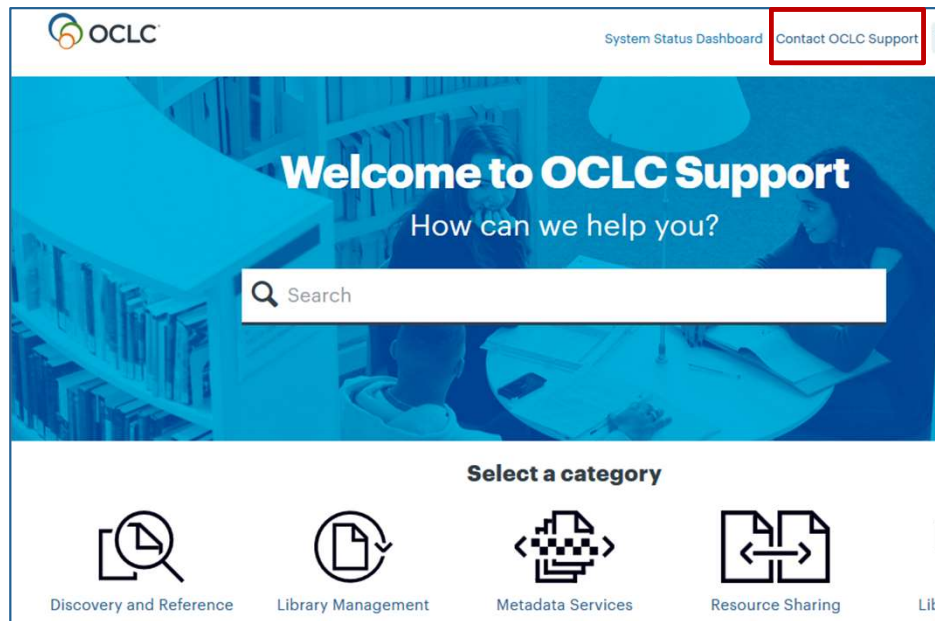 OCLC
System Status Dashboard Contact OCLC Support
Welcome to OCLC Support
How can we help you?
Search
Select a category
Discovery and Reference Library Management Metadata Services Resource Sharing